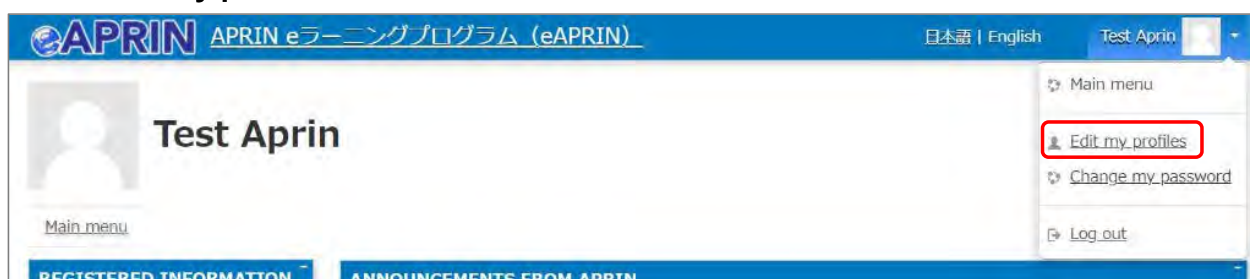 eAPRIN APRIN eラーニングプログラム (eAPRIN) 日本語 | English Test Aprin
Main menu
Test Aprin
Edit my profiles
Change my password
Main menu
Log out
REGISTERED INFORMATION ANNOUNCEMENTS FROM APRIN